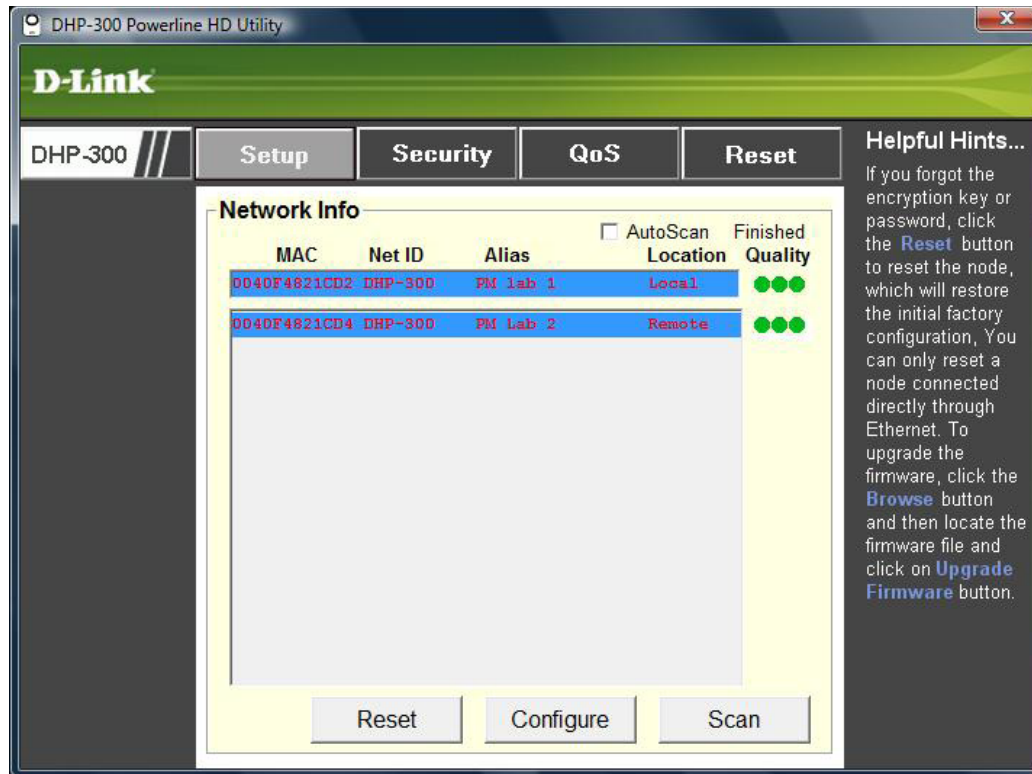 DHP-300 Powerline HD Utility
D-Link
DHP-300
Setup
Security
QoS
Reset
Network Info
AutoScan Finished
MAC Net ID Alias Location Quality
0040F4821CD2 DHP-300 PM lab 1 Local
0040F4821CD4 DHP-300 PM Lab 2 Remote
Reset
Configure
Scan
Helpful Hints...
If you forgot the
encryption key or
password, click
the Reset button
to reset the node,
which will restore
the initial factory
configuration, You
can only reset a
node connected
directly through
Ethernet. To
upgrade the
firmware, click the
Browse button
and then locate the
firmware file and
click on Upgrade
Firmware button.